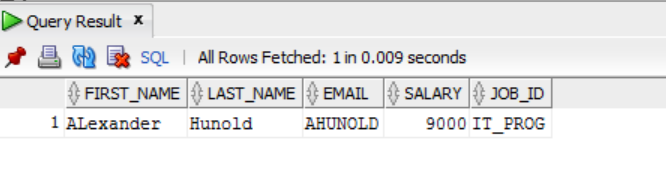 Query Result x
SQL | All Rows Fetched: 1 in 0.009 seconds
FIRST_NAME LAST_NAME EMAIL SALARY JOB_ID
1 ALexander Hunold AHUNOLD 9000 IT_PROG